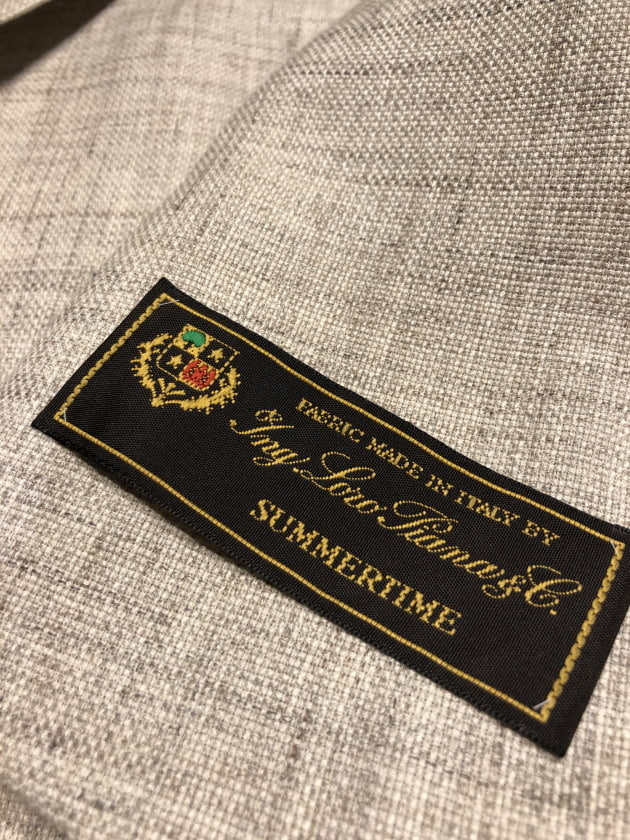 FABRIC MADE IN ITALY BY
Ing. Loro Piana & C.
SUMMERTIME